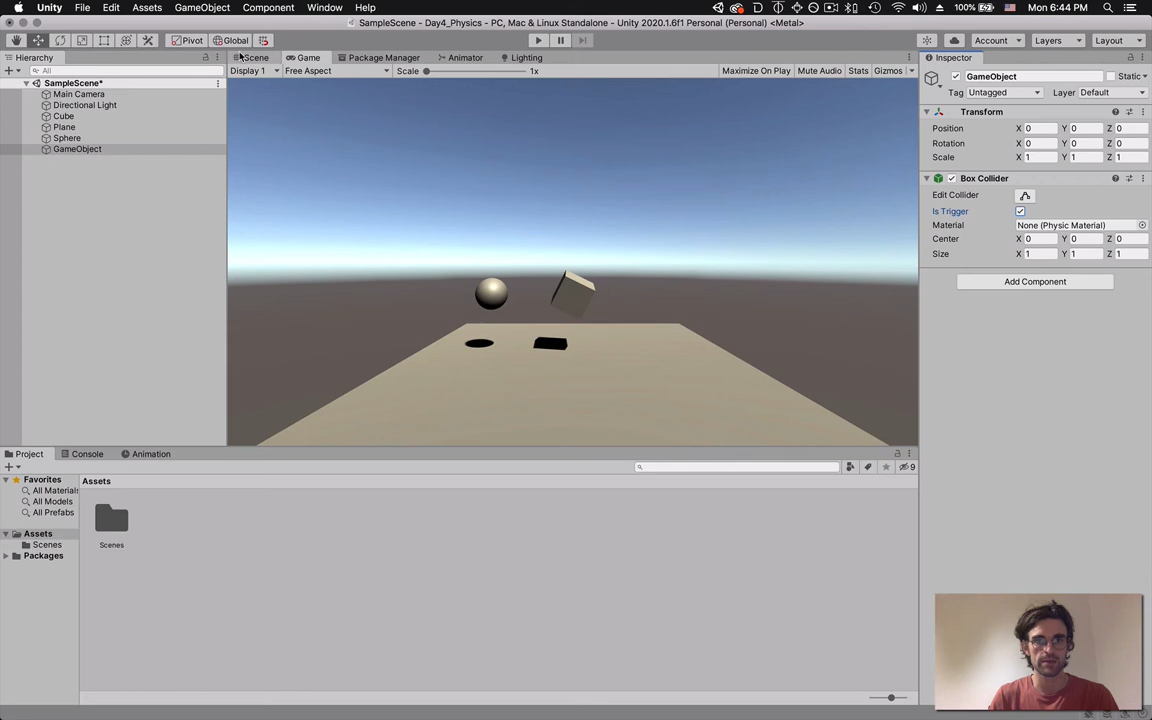 Unity File Edit Assets GameObject Component Window Help 100% Mon 6:44 PM
SampleScene - Day4_Physics - PC, Mac & Linux Standalone - Unity 2020.1.6f1 Personal (Personal) <Metal>
Pivot Global Account Layers Layout
Hierarchy
All
SampleScene*
Main Camera
Directional Light
Cube
Plane
Sphere
GameObject
Scene Game Package Manager Animator Lighting
Display 1 Free Aspect Scale 1x Maximize On Play Mute Audio Stats Gizmos
Inspector
GameObject Static
Tag Untagged Layer Default
Transform
Position X 0 Y 0 Z 0
Rotation X 0 Y 0 Z 0
Scale X 1 Y 1 Z 1
Box Collider
Edit Collider
Is Trigger
Material None (Physic Material)
Center X 0 Y 0 Z 0
Size X 1 Y 1 Z 1
Add Component
Project Console Animation
9
Favorites
All Materials
All Models
All Prefabs
Assets
Scenes
Packages
Assets
Scenes